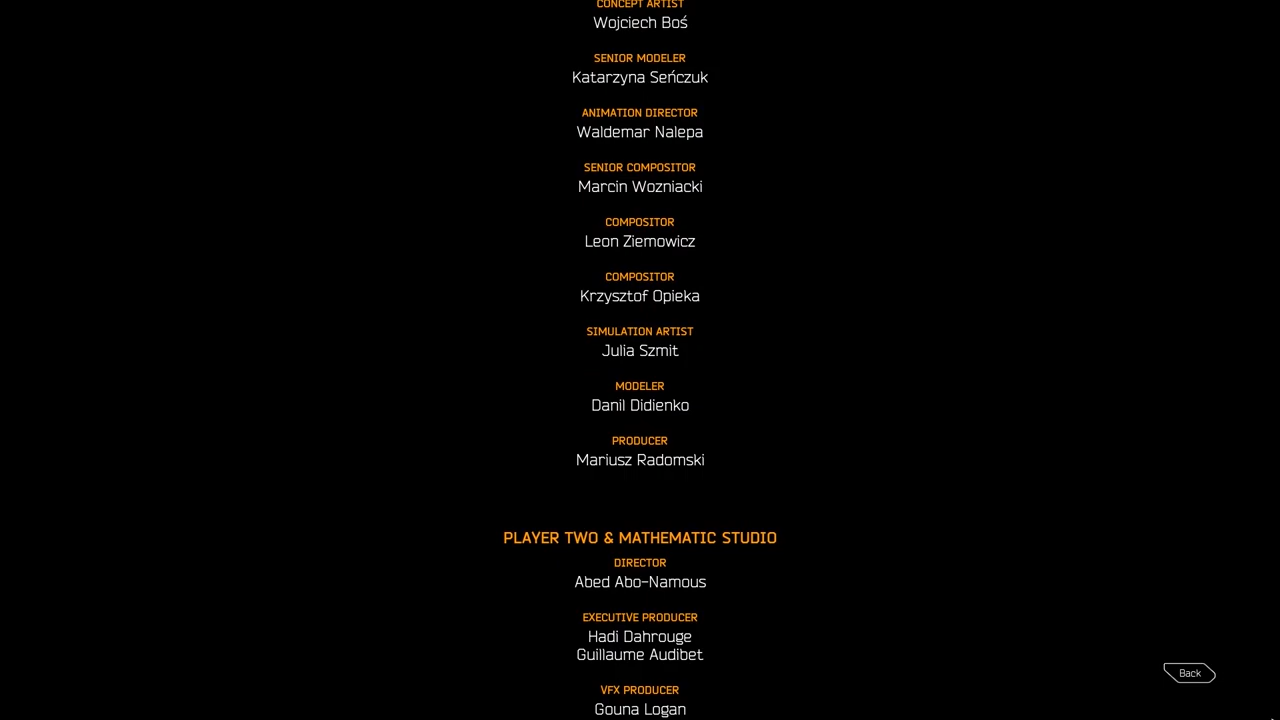 CONCEPT ARTIST
Wojciech Boś
SENIOR MODELER
Katarzyna Seńczuk
ANIMATION DIRECTOR
Waldemar Nalepa
SENIOR COMPOSITOR
Marcin Wozniacki
COMPOSITOR
Leon Ziemowicz
COMPOSITOR
Krzysztof Opieka
SIMULATION ARTIST
Julia Szmit
MODELER
Danil Didienko
PRODUCER
Mariusz Radomski
PLAYER TWO & MATHEMATIC STUDIO
DIRECTOR
Abed Abo-Namous
EXECUTIVE PRODUCER
Hadi Dahrouge
Guillaume Audibet
VFX PRODUCER
Gouna Logan
Back